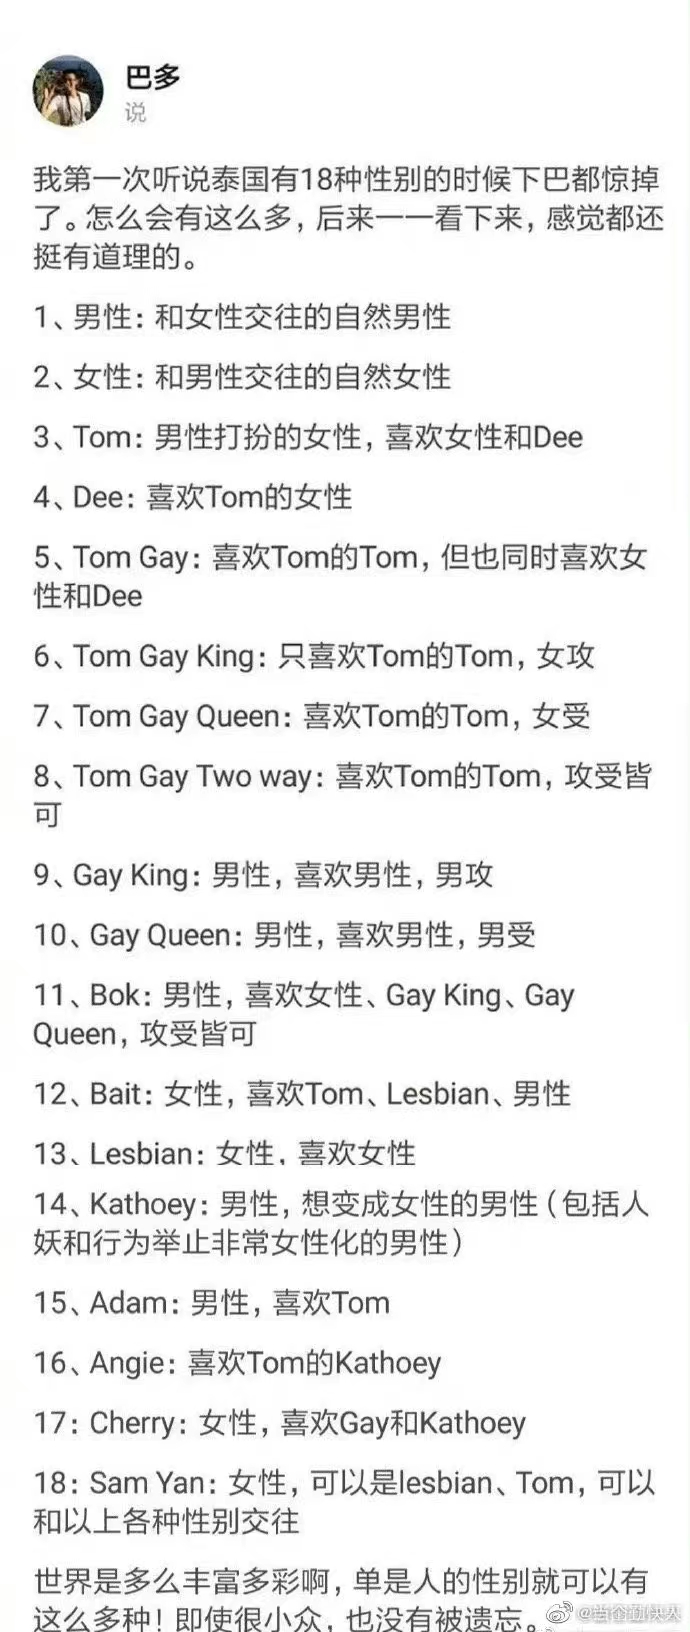 巴多
说
我第一次听说泰国有18种性别的时候下巴都惊掉
了。怎么会有这么多，后来一一看下来，感觉都还
挺有道理的。
1、男性：和女性交往的自然男性
2、女性：和男性交往的自然女性
3、Tom：男性打扮的女性，喜欢女性和Dee
4、Dee：喜欢Tom的女性
5、Tom Gay：喜欢Tom的Tom，但也同时喜欢女
性和Dee
6、Tom Gay King：只喜欢Tom的Tom，女攻
7、Tom Gay Queen：喜欢Tom的Tom，女受
8、Tom Gay Two way：喜欢Tom的Tom，攻受皆
可
9、Gay King：男性，喜欢男性，男攻
10、Gay Queen：男性，喜欢男性，男受
11、Bok：男性，喜欢女性、Gay King、Gay
Queen，攻受皆可
12、Bait：女性，喜欢Tom、Lesbian、男性
13、Lesbian：女性，喜欢女性
14、Kathoey：男性，想变成女性的男性（包括人
妖和行为举止非常女性化的男性）
15、Adam：男性，喜欢Tom
16、Angie：喜欢Tom的Kathoey
17：Cherry：女性，喜欢Gay和Kathoey
18：Sam Yan：女性，可以是lesbian、Tom，可以
和以上各种性别交往
世界是多么丰富多彩啊，单是人的性别就可以有
这么多种！即使很小众，也没有被遗忘。